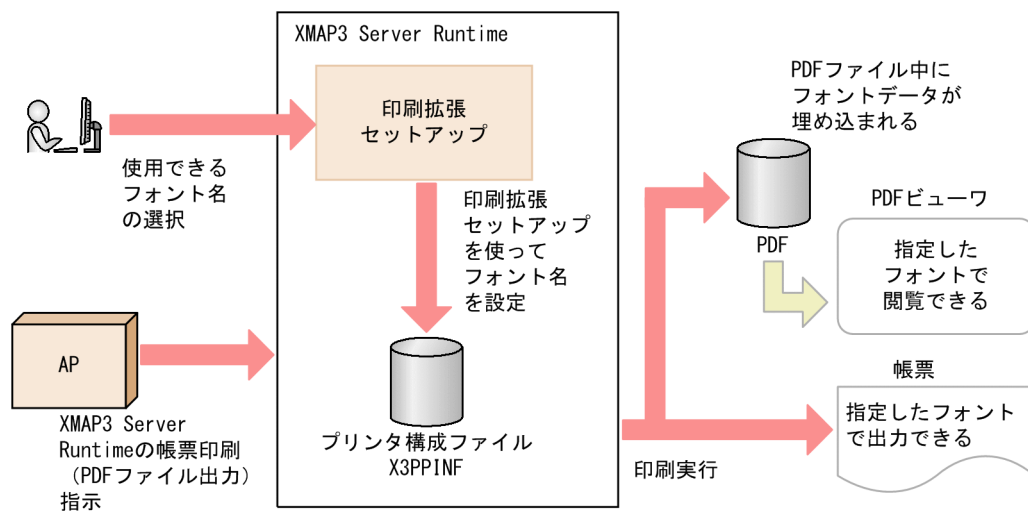 XMAP3 Server Runtime
印刷拡張
セットアップ
使用できる
フォント名
の選択
印刷拡張
セットアップ
を使って
フォント名
を設定
AP
XMAP3 Server
Runtimeの帳票印刷
（PDFファイル出力）
指示
プリンタ構成ファイル
X3PPINF
印刷実行
PDFファイル中に
フォントデータが
埋め込まれる
PDF
PDFビューワ
指定した
フォントで
閲覧できる
帳票
指定したフォント
で出力できる